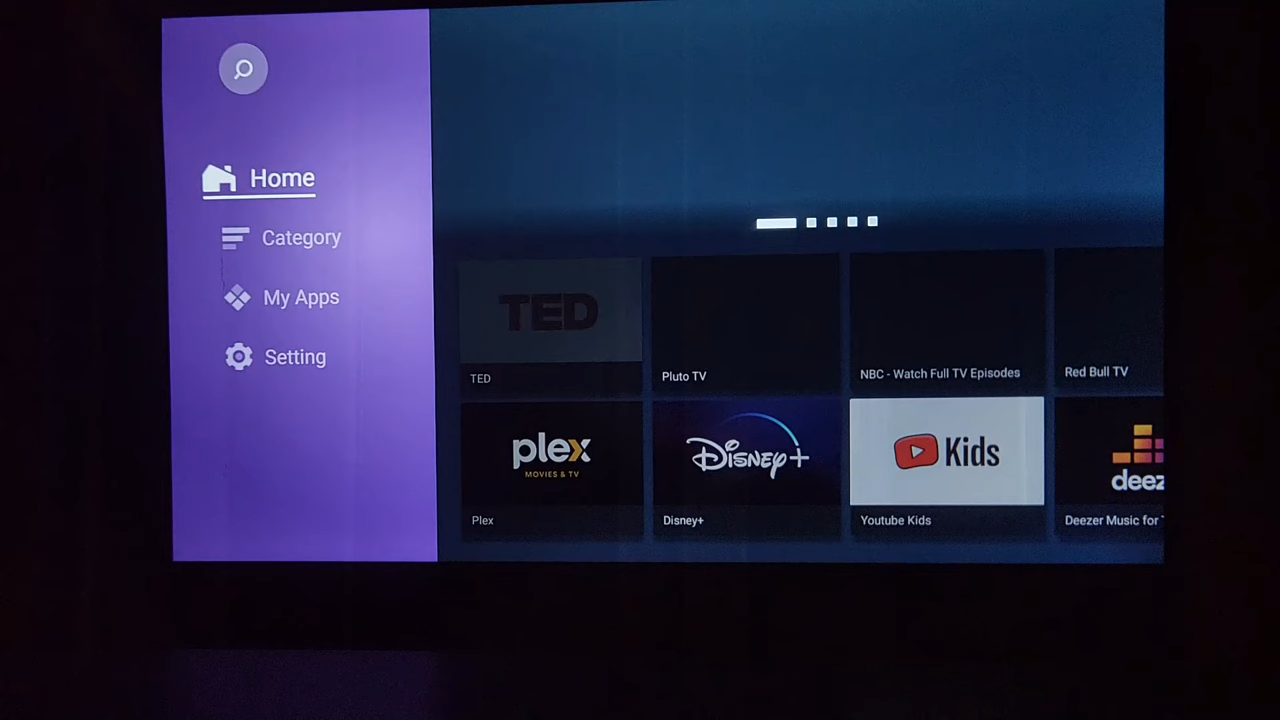 Home
Category
My Apps
Setting
TED
TED
Pluto TV
NBC - Watch Full TV Episodes
Red Bull TV
plex
MOVIES & TV
Disney+
Kids
deez
Plex
Disney+
Youtube Kids
Deezer Music for